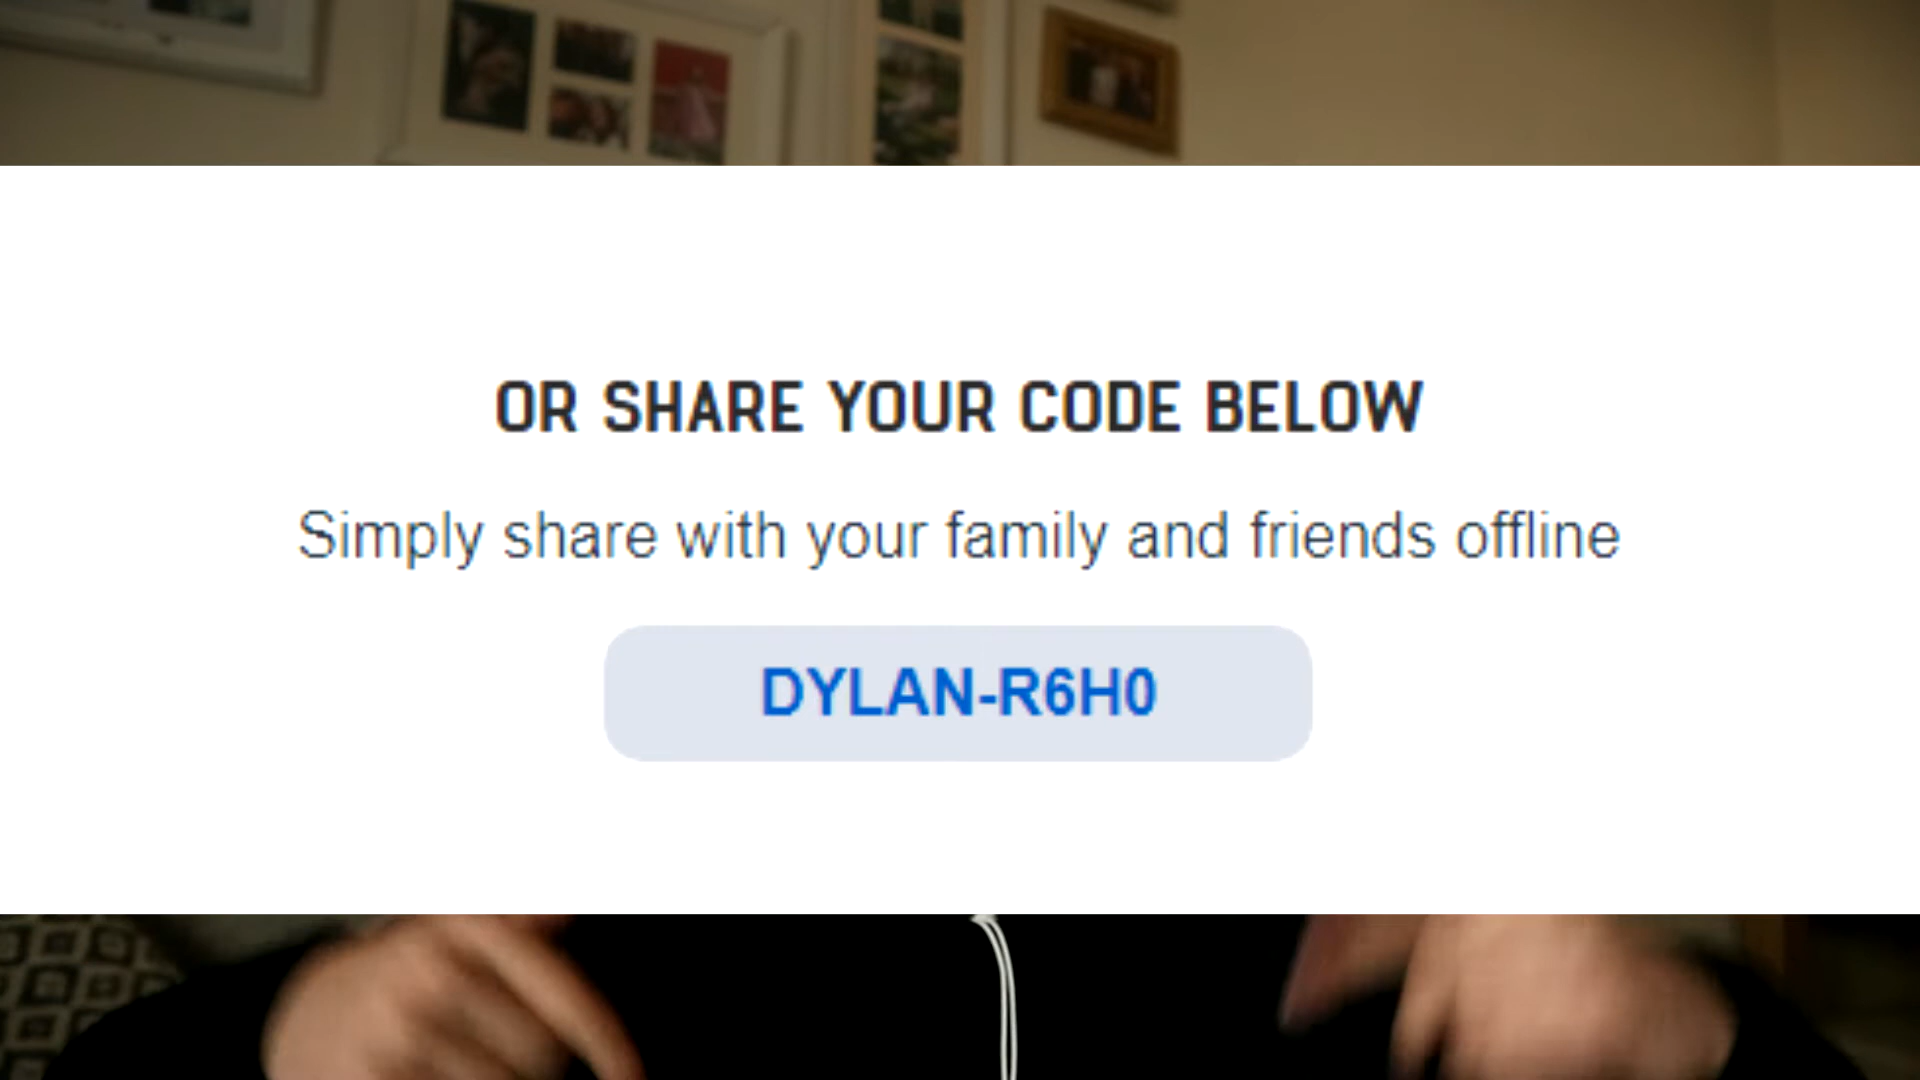 OR SHARE YOUR CODE BELOW
Simply share with your family and friends offline
DYLAN-R6H0